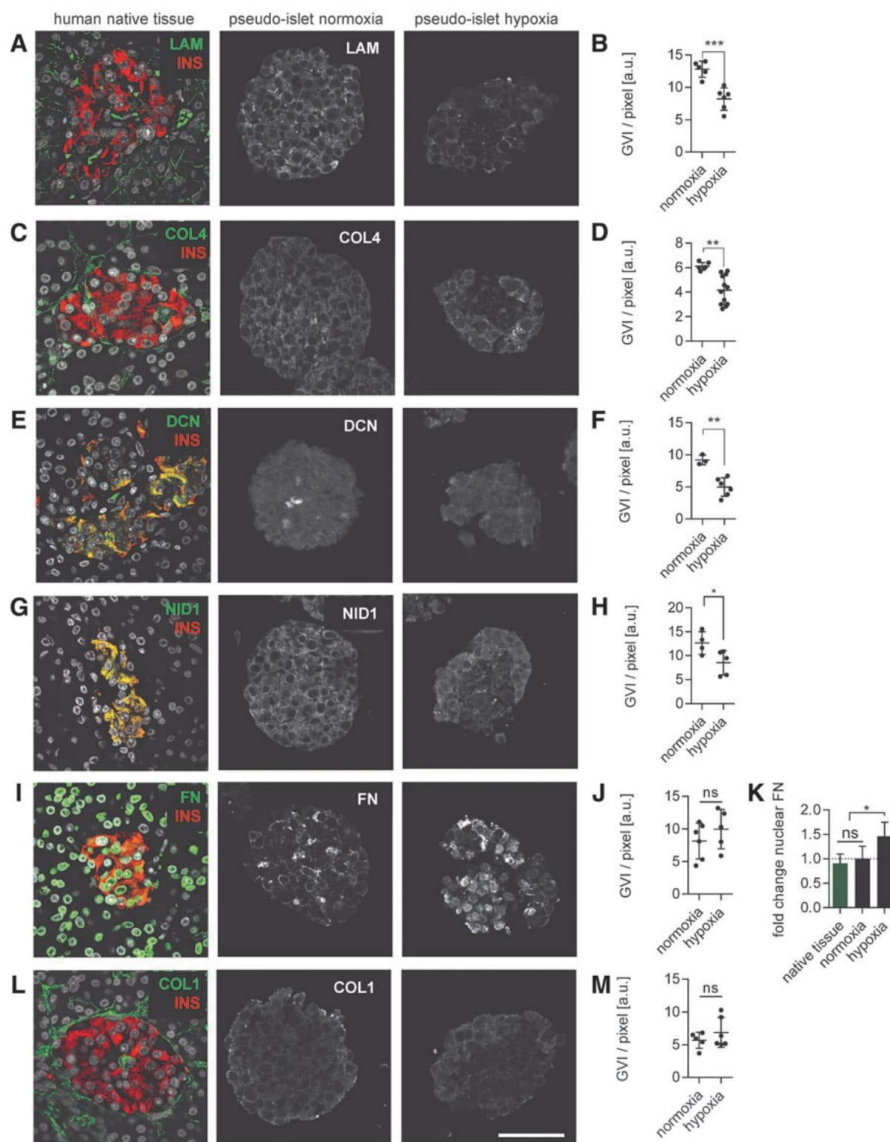 human native tissue
pseudo-islet normoxia
pseudo-islet hypoxia
A
LAM
INS
LAM
B
GVI / pixel [a.u.]
15
10
5
0
***
normoxia
hypoxia
C
COL4
INS
COL4
D
GVI / pixel [a.u.]
8
6
4
2
0
**
normoxia
hypoxia
E
DCN
INS
DCN
F
GVI / pixel [a.u.]
15
10
5
0
**
normoxia
hypoxia
G
NID1
INS
NID1
H
GVI / pixel [a.u.]
20
15
10
5
0
*
normoxia
hypoxia
I
FN
INS
FN
J
GVI / pixel [a.u.]
15
10
5
0
ns
normoxia
hypoxia
K
fold change nuclear FN
2.0
1.5
1.0
0.5
0.0
ns
*
native tissue
normoxia
hypoxia
L
COL1
INS
COL1
M
GVI / pixel [a.u.]
15
10
5
0
ns
normoxia
hypoxia